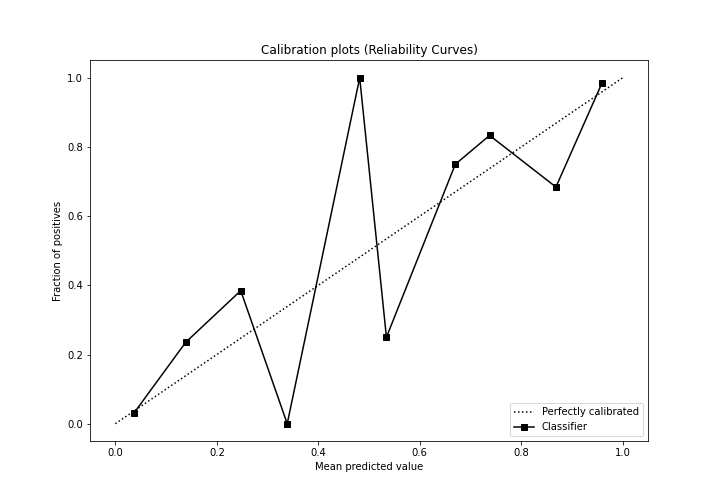 Calibration plots (Reliability Curves)
1.0
0.8
0.6
0.4
0.2
0.0
Fraction of positives
0.0 0.2 0.4 0.6 0.8 1.0
Mean predicted value
Perfectly calibrated
Classifier